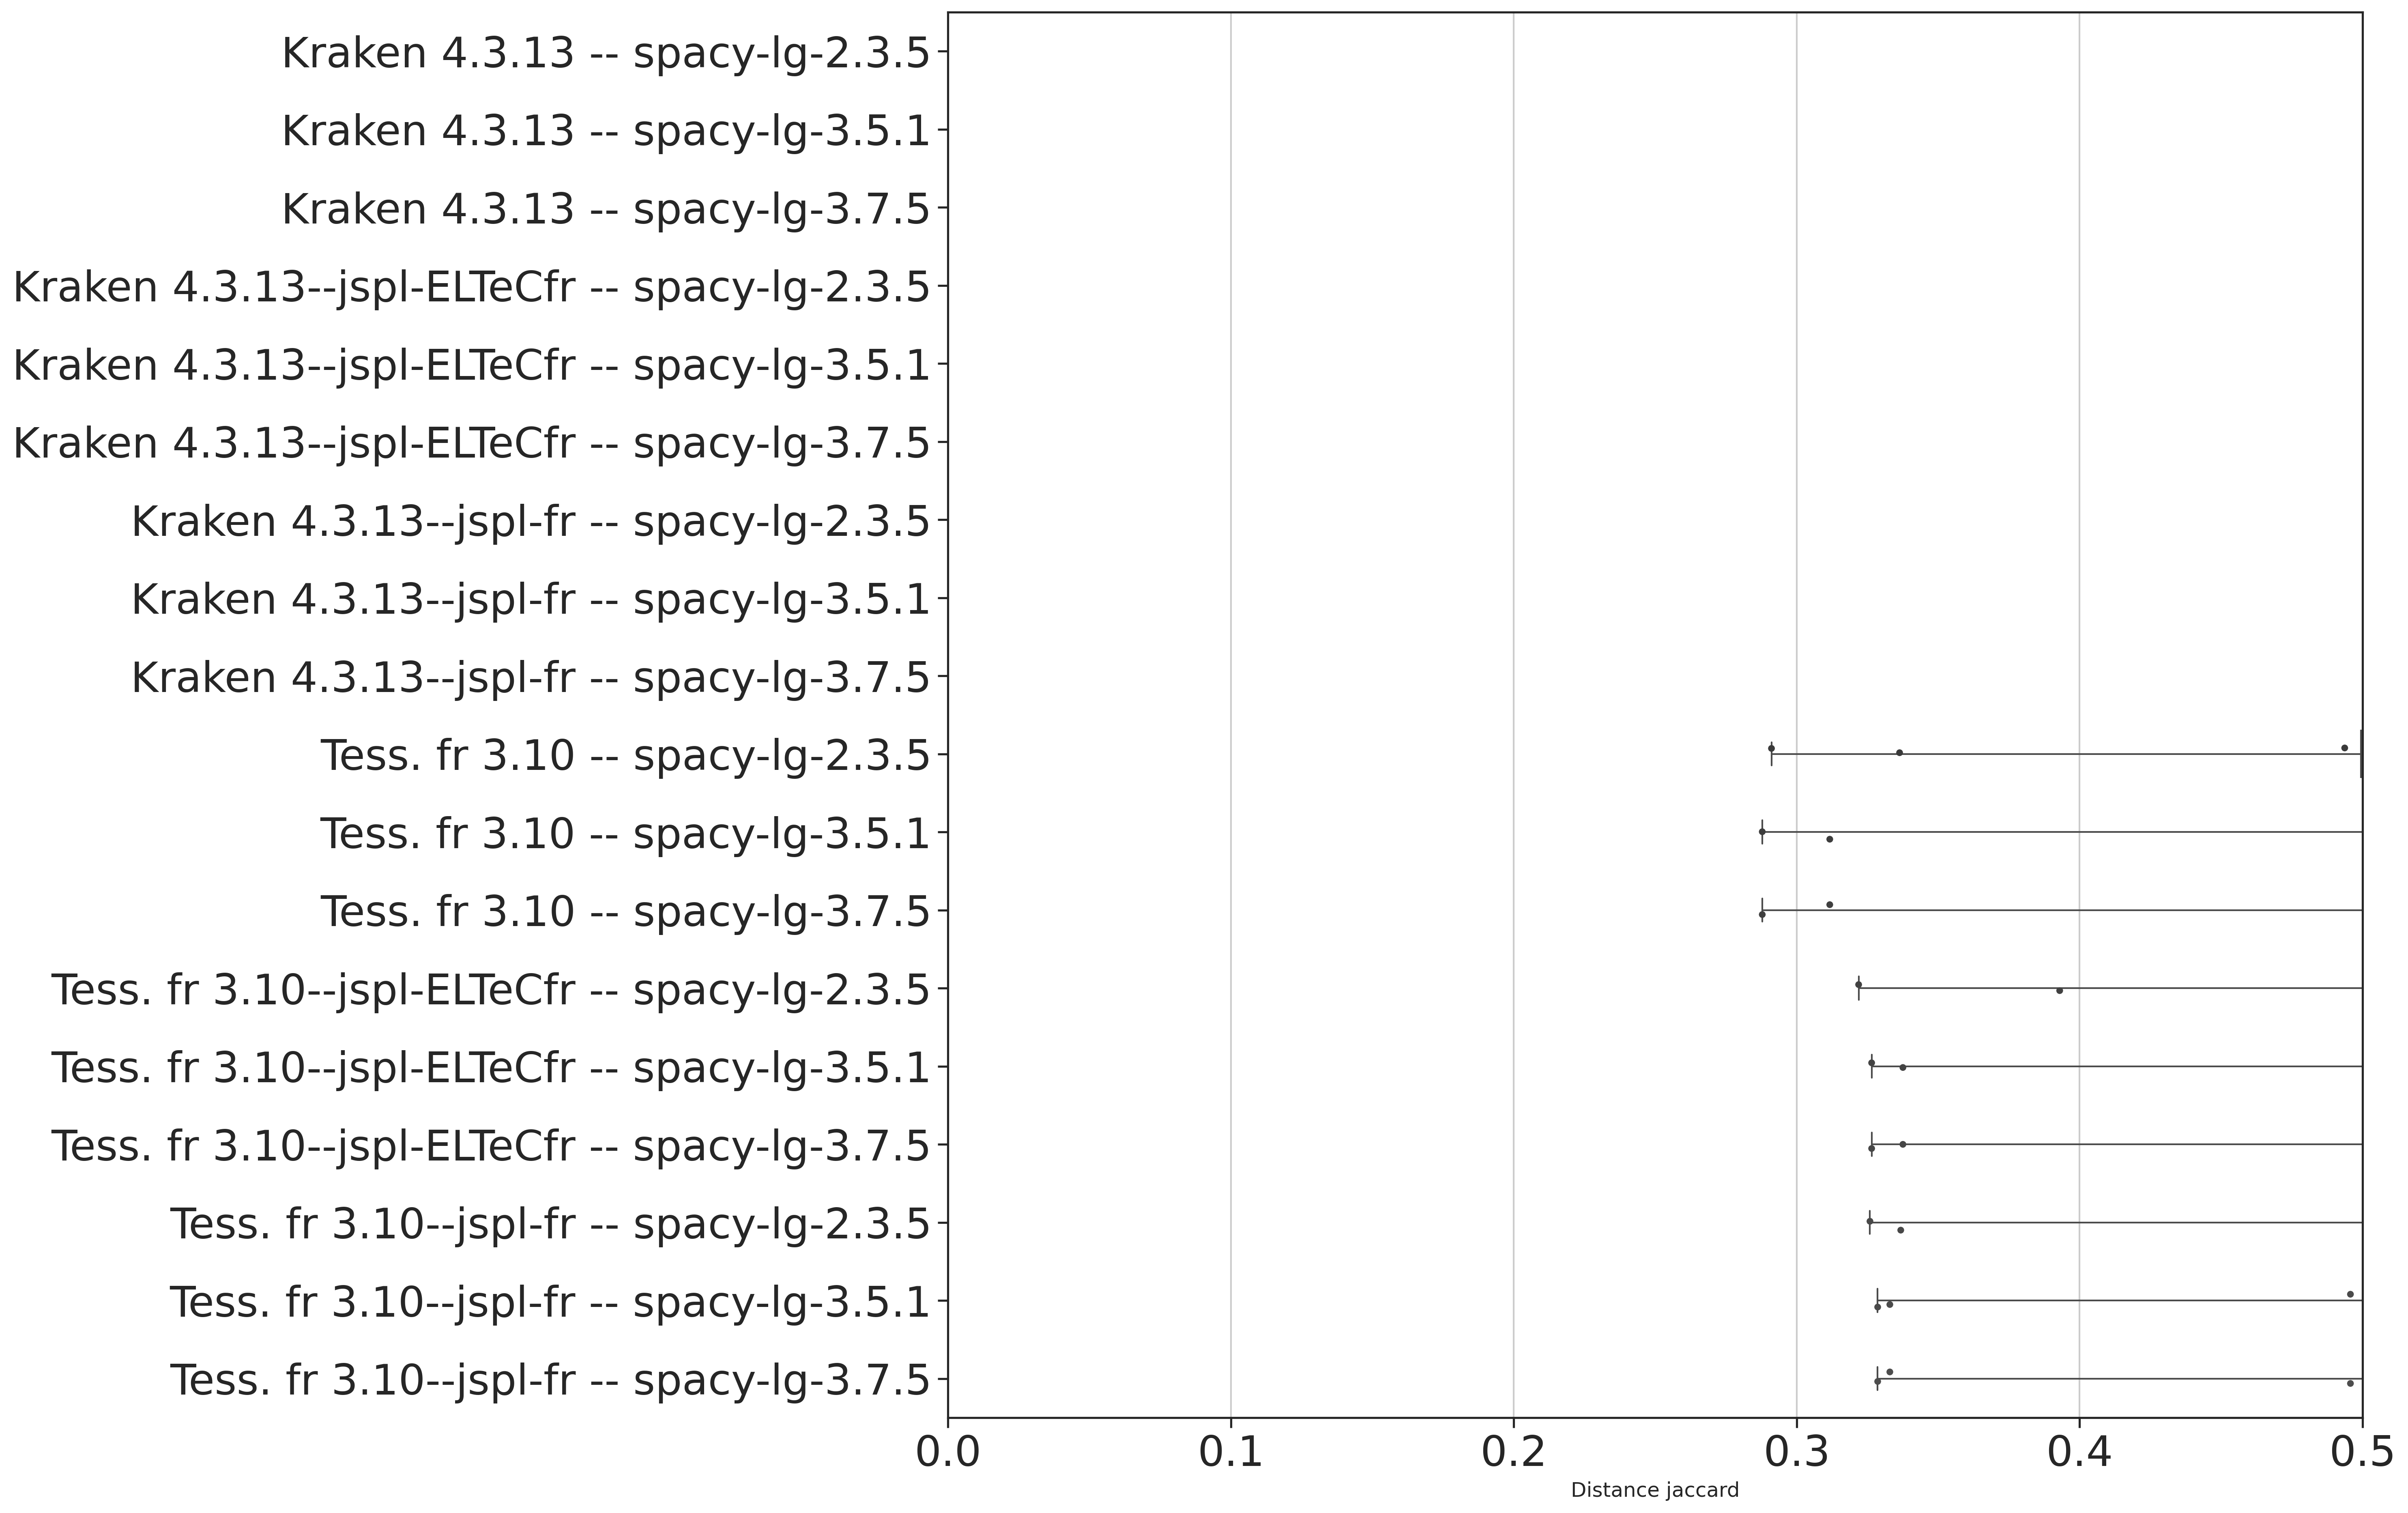 Kraken 4.3.13 -- spacy-lg-2.3.5
Kraken 4.3.13 -- spacy-lg-3.5.1
Kraken 4.3.13 -- spacy-lg-3.7.5
Kraken 4.3.13--jspl-ELTeCfr -- spacy-lg-2.3.5
Kraken 4.3.13--jspl-ELTeCfr -- spacy-lg-3.5.1
Kraken 4.3.13--jspl-ELTeCfr -- spacy-lg-3.7.5
Kraken 4.3.13--jspl-fr -- spacy-lg-2.3.5
Kraken 4.3.13--jspl-fr -- spacy-lg-3.5.1
Kraken 4.3.13--jspl-fr -- spacy-lg-3.7.5
Tess. fr 3.10 -- spacy-lg-2.3.5
Tess. fr 3.10 -- spacy-lg-3.5.1
Tess. fr 3.10 -- spacy-lg-3.7.5
Tess. fr 3.10--jspl-ELTeCfr -- spacy-lg-2.3.5
Tess. fr 3.10--jspl-ELTeCfr -- spacy-lg-3.5.1
Tess. fr 3.10--jspl-ELTeCfr -- spacy-lg-3.7.5
Tess. fr 3.10--jspl-fr -- spacy-lg-2.3.5
Tess. fr 3.10--jspl-fr -- spacy-lg-3.5.1
Tess. fr 3.10--jspl-fr -- spacy-lg-3.7.5
0.0 0.1 0.2 0.3 0.4 0.5
Distance jaccard